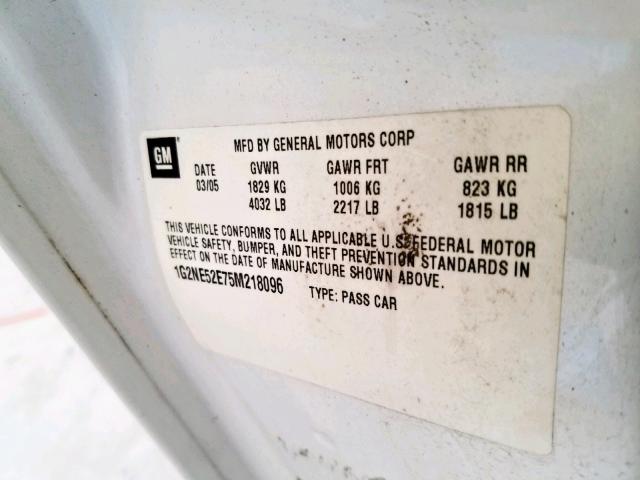 MFD BY GENERAL MOTORS CORP
GM
DATE GVWR GAWR FRT GAWR RR
03/05 1829 KG 1006 KG 823 KG
4032 LB 2217 LB 1815 LB
THIS VEHICLE CONFORMS TO ALL APPLICABLE U.S. FEDERAL MOTOR
VEHICLE SAFETY, BUMPER, AND THEFT PREVENTION STANDARDS IN
EFFECT ON THE DATE OF MANUFACTURE SHOWN ABOVE.
1G2NE52E75M218096 TYPE: PASS CAR